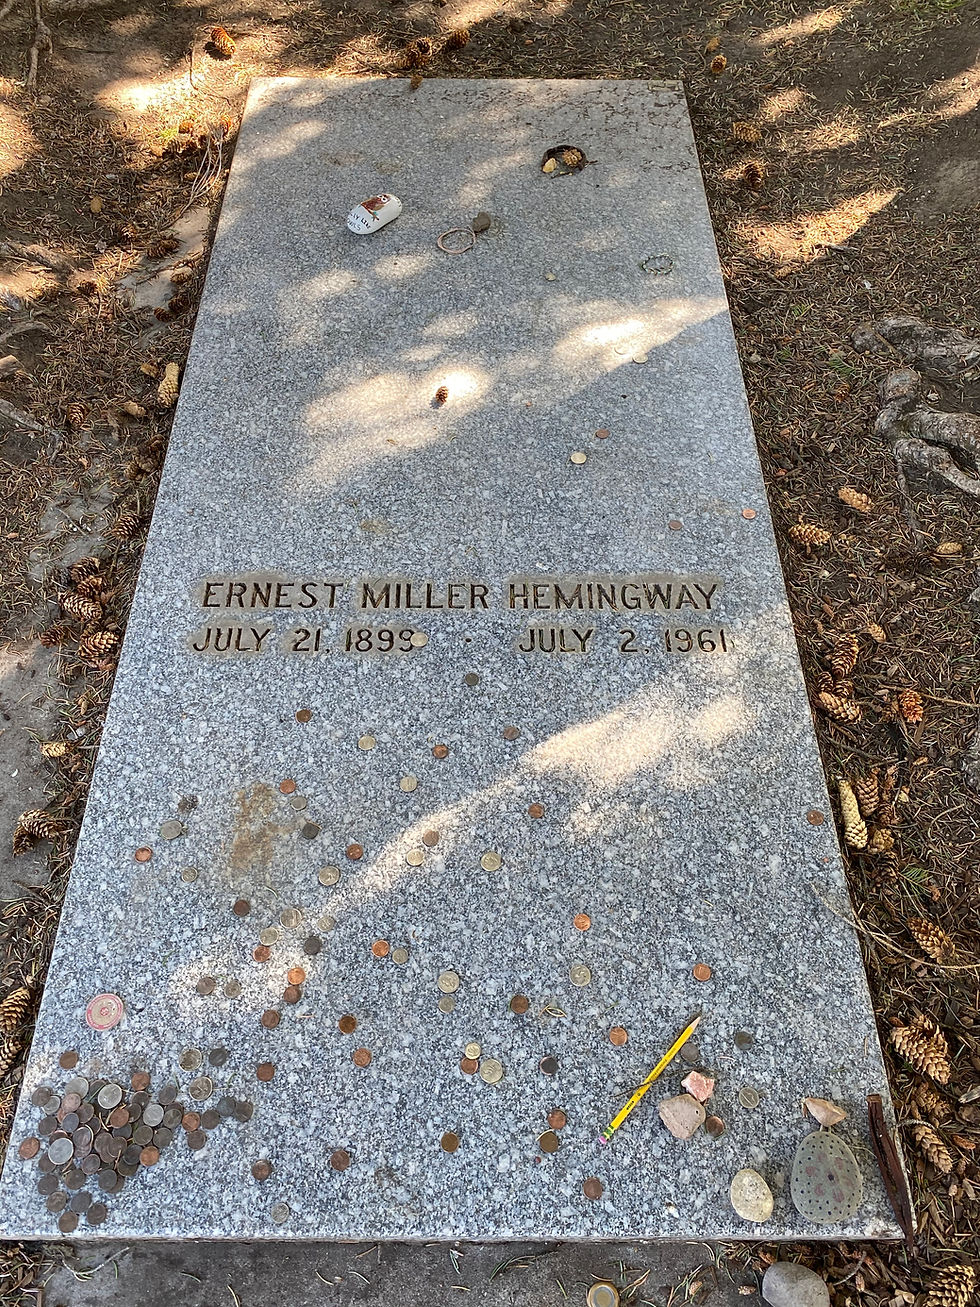 ERNEST MILLER HEMINGWAY
JULY 21, 1899 · JULY 2, 1961